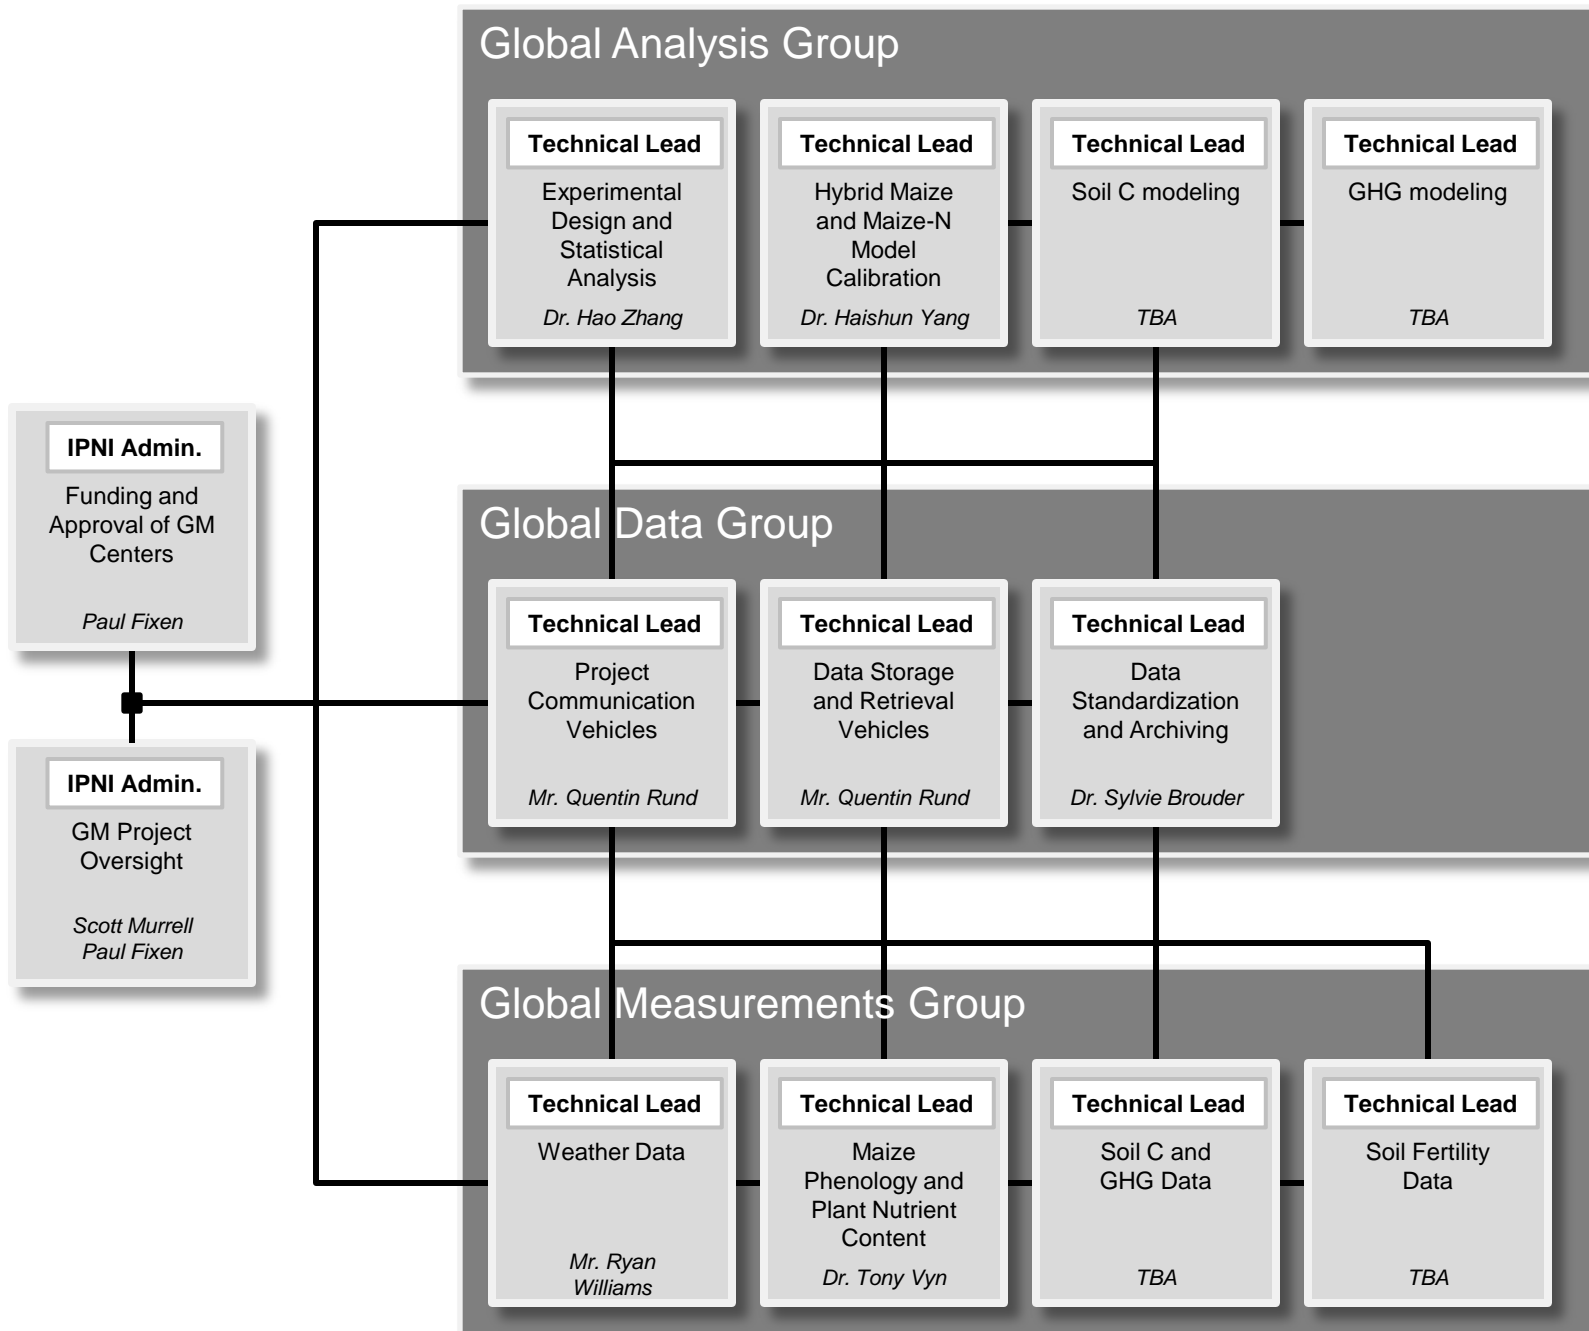 Global Analysis Group
Technical Lead
Experimental
Design and
Statistical
Analysis
Dr. Hao Zhang
Technical Lead
Hybrid Maize
and Maize-N
Model
Calibration
Dr. Haishun Yang
Technical Lead
Soil C modeling
TBA
Technical Lead
GHG modeling
TBA
IPNI Admin.
Funding and
Approval of GM
Centers
Paul Fixen
IPNI Admin.
GM Project
Oversight
Scott Murrell
Paul Fixen
Global Data Group
Technical Lead
Project
Communication
Vehicles
Mr. Quentin Rund
Technical Lead
Data Storage
and Retrieval
Vehicles
Mr. Quentin Rund
Technical Lead
Data
Standardization
and Archiving
Dr. Sylvie Brouder
Global Measurements Group
Technical Lead
Weather Data
Mr. Ryan
Williams
Technical Lead
Maize
Phenology and
Plant Nutrient
Content
Dr. Tony Vyn
Technical Lead
Soil C and
GHG Data
TBA
Technical Lead
Soil Fertility
Data
TBA